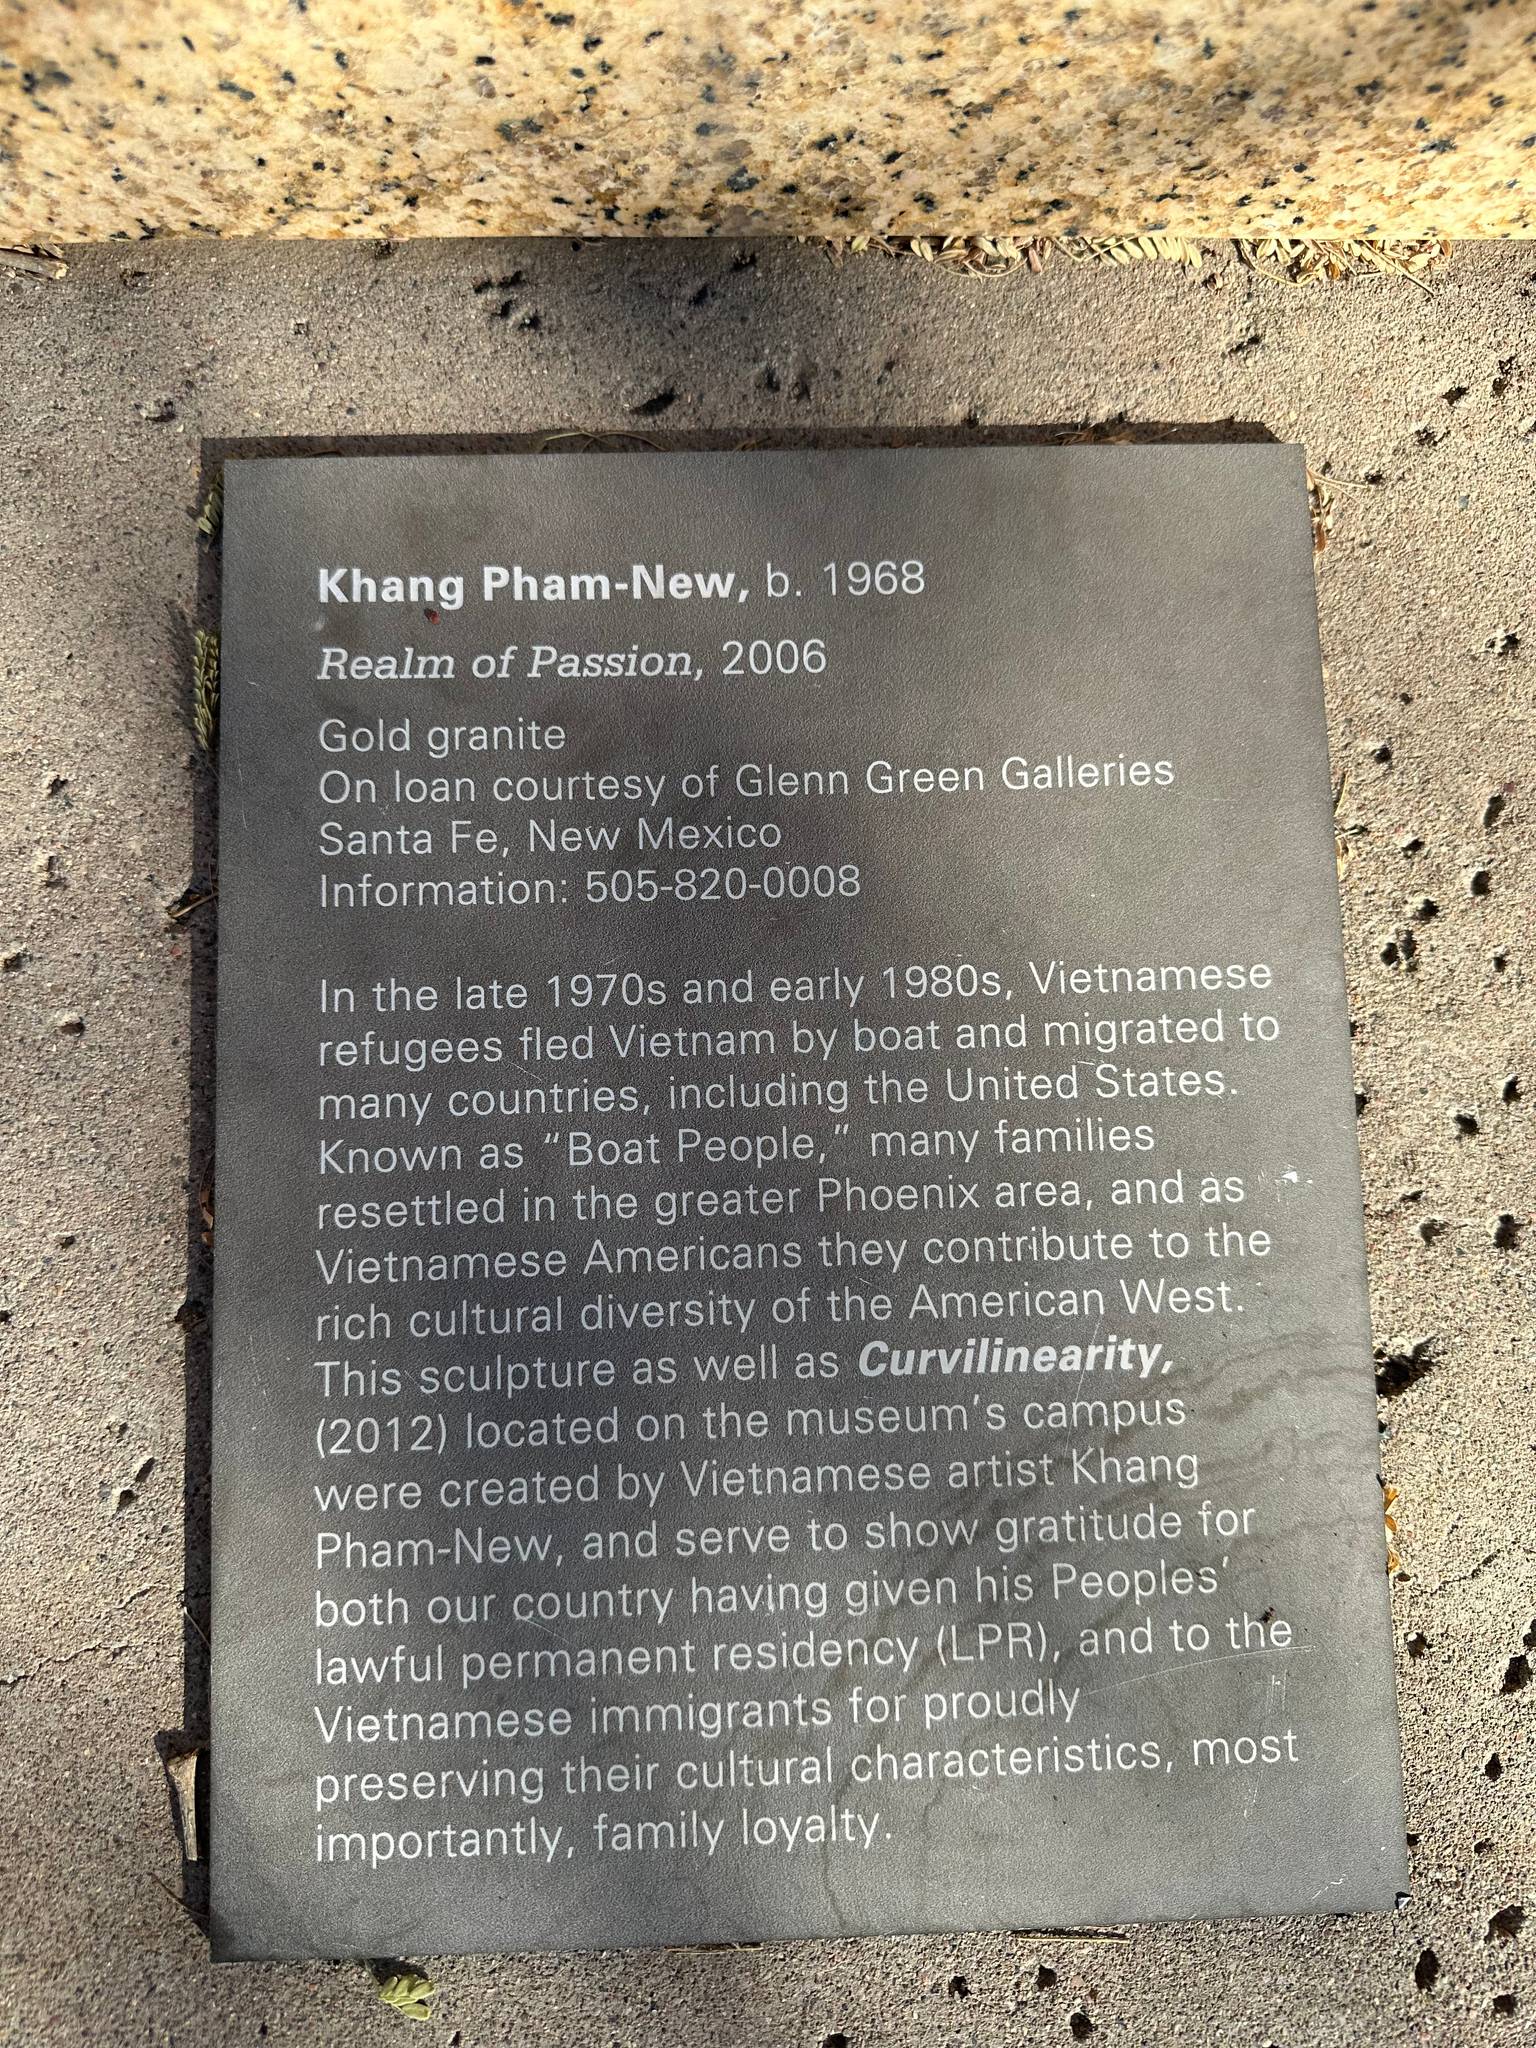 Khang Pham-New, b. 1968
Realm of Passion, 2006
Gold granite
On loan courtesy of Glenn Green Galleries
Santa Fe, New Mexico
Information: 505-820-0008
In the late 1970s and early 1980s, Vietnamese
refugees fled Vietnam by boat and migrated to
many countries, including the United States.
Known as “Boat People,” many families
resettled in the greater Phoenix area, and as
Vietnamese Americans they contribute to the
rich cultural diversity of the American West.
This sculpture as well as Curvilinearity,
(2012) located on the museum’s campus
were created by Vietnamese artist Khang
Pham-New, and serve to show gratitude for
both our country having given his Peoples’
lawful permanent residency (LPR), and to the
Vietnamese immigrants for proudly
preserving their cultural characteristics, most
importantly, family loyalty.